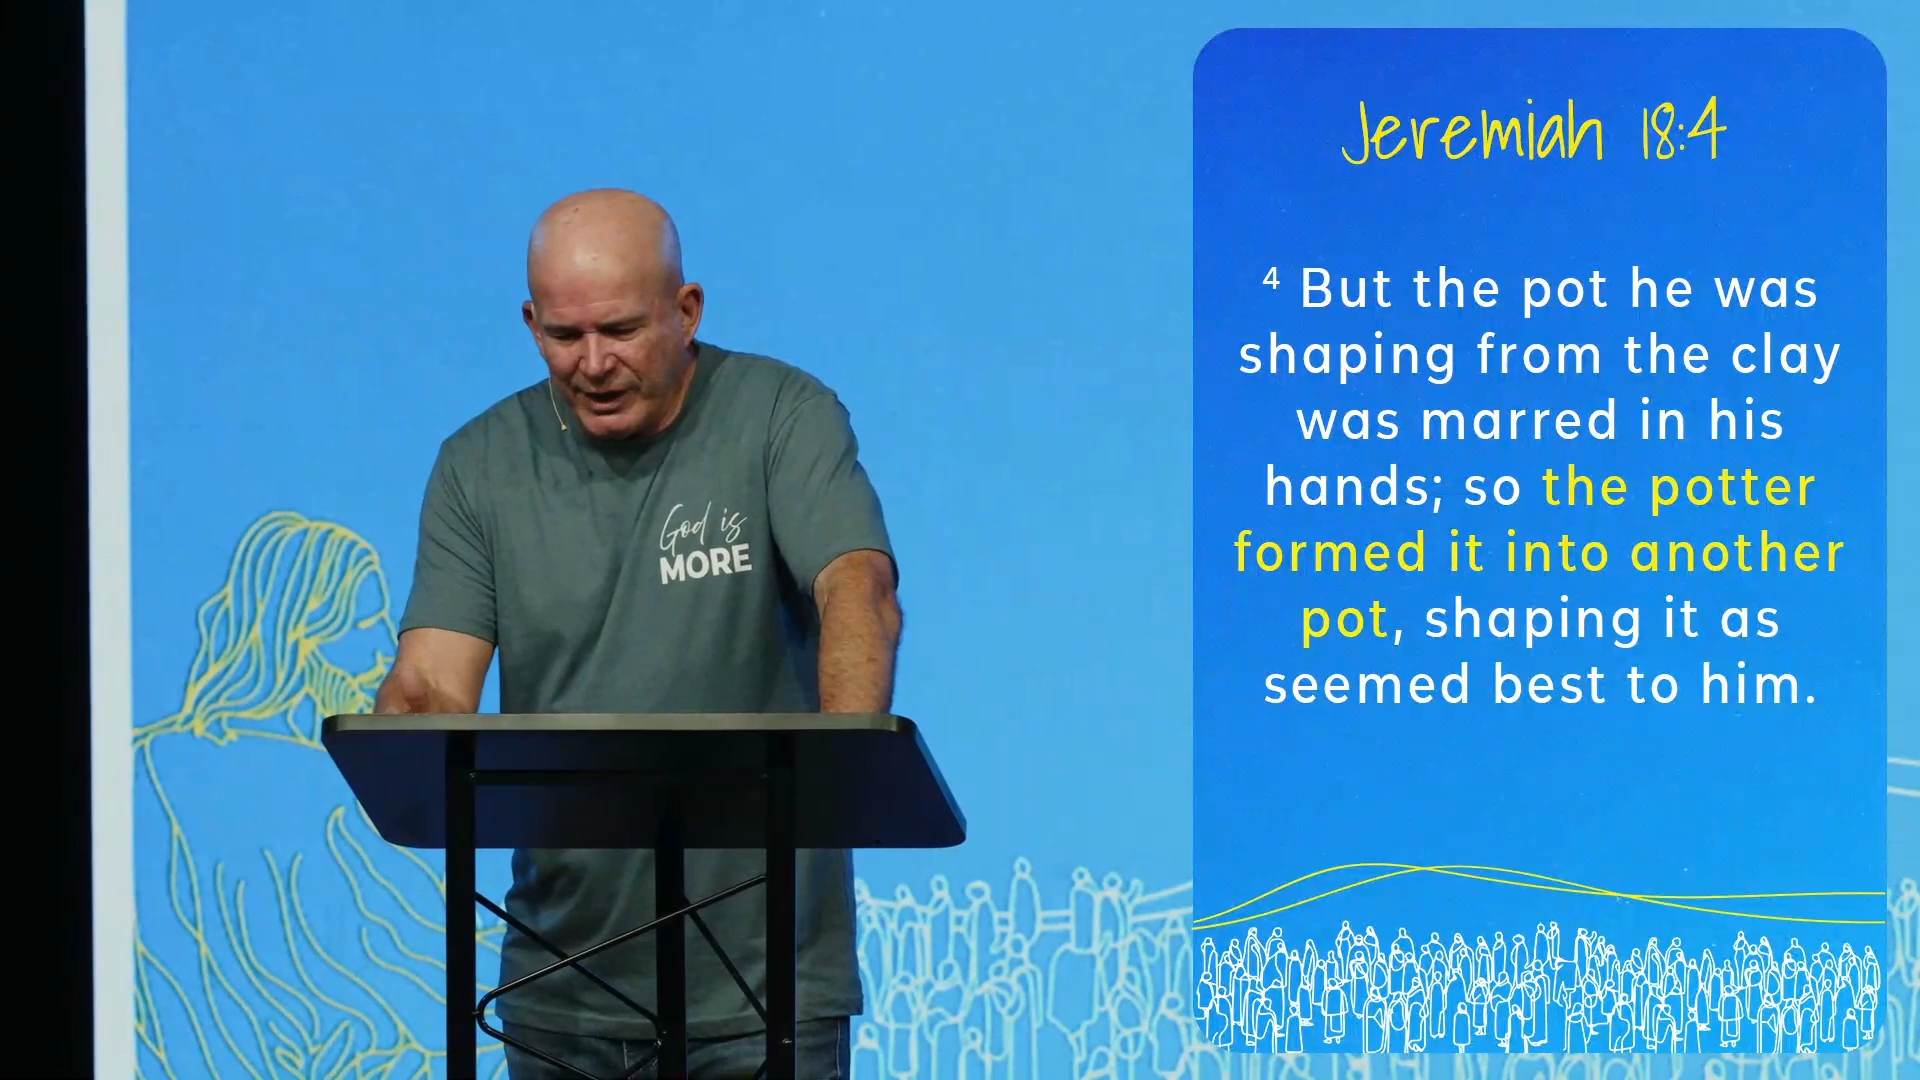 God is
MORE
Jeremiah 18:4
⁴ But the pot he was
shaping from the clay
was marred in his
hands; so the potter
formed it into another
pot, shaping it as
seemed best to him.